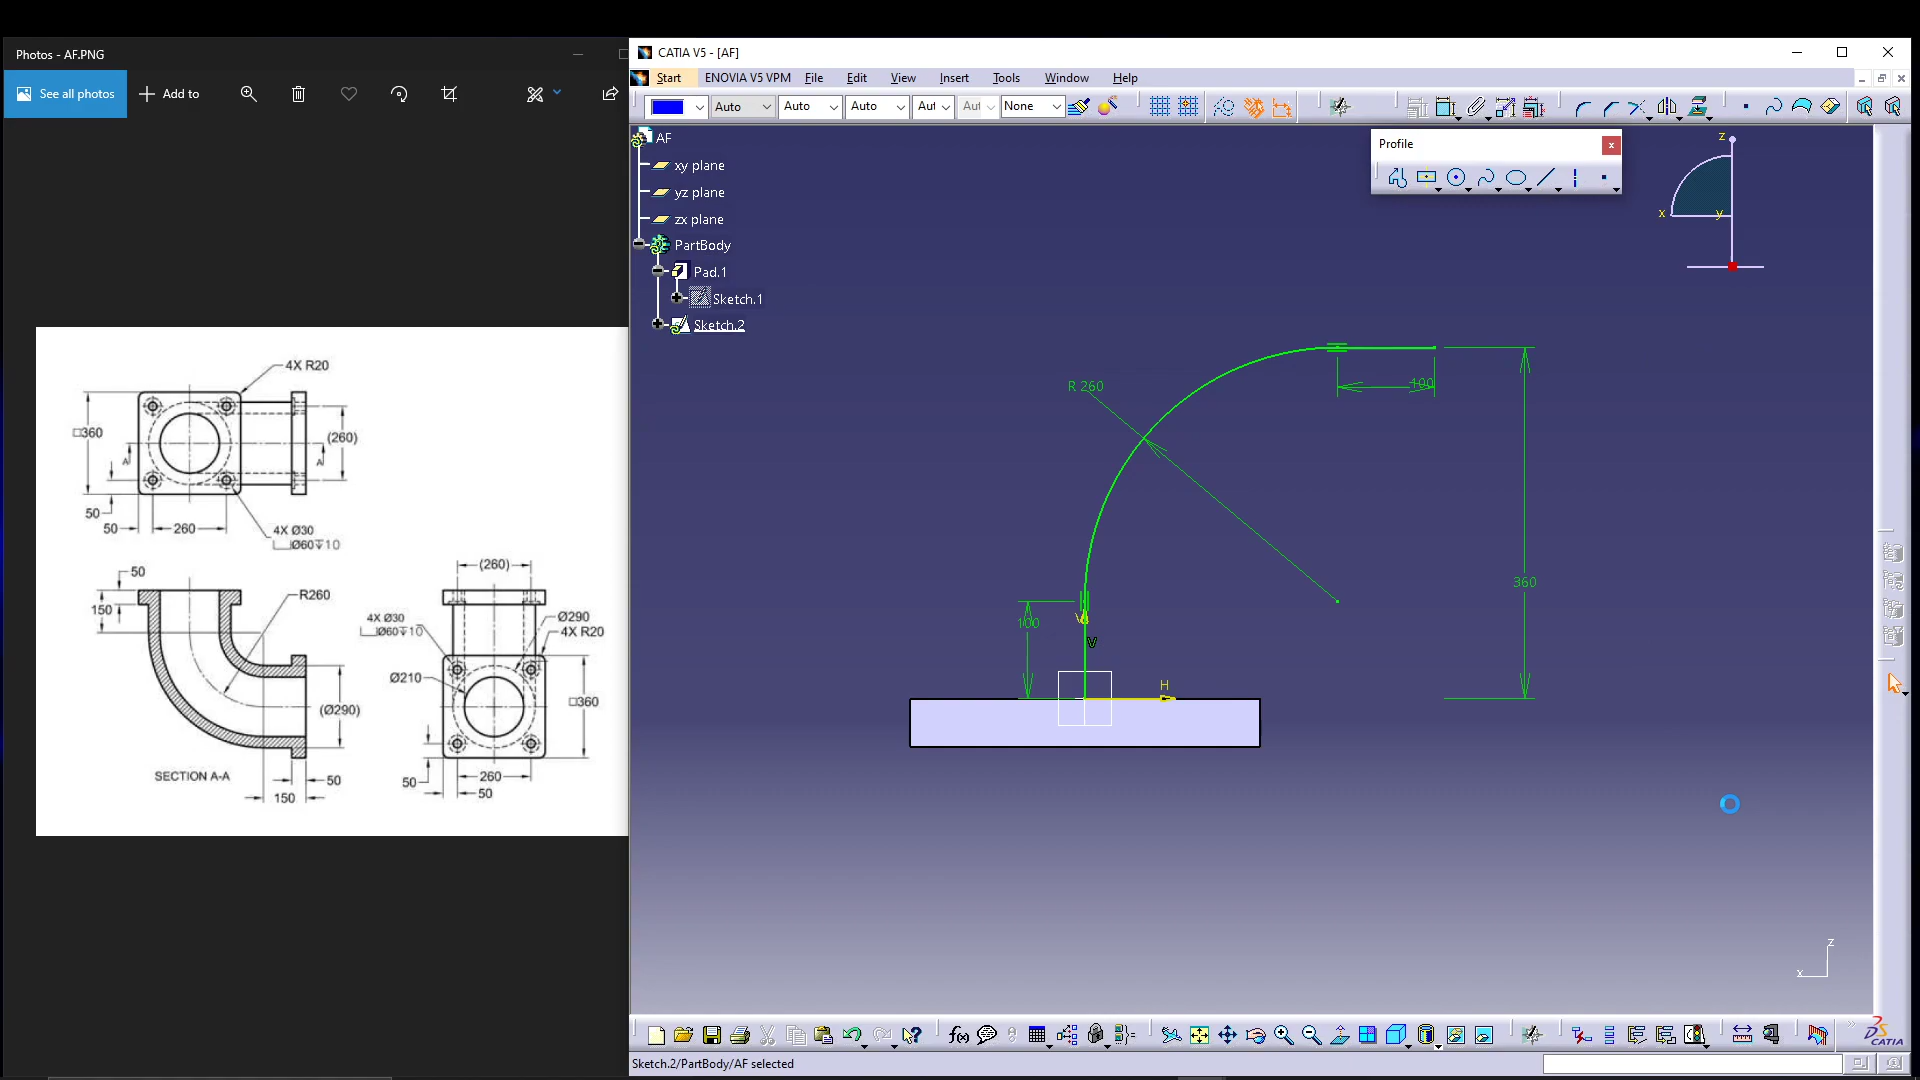 Photos - AF.PNG
See all photos
Add to
4X R20
□360
(260)
A
A
50
50
260
4X Ø30
⌴Ø60↧10
50
150
R260
(Ø290)
SECTION A-A
50
150
(260)
4X Ø30
⌴Ø60↧10
Ø290
4X R20
Ø210
□360
50
260
50
CATIA V5 - [AF]
Start ENOVIA V5 VPM File Edit View Insert Tools Window Help
Auto Auto Auto Aut Aut None
AF
xy plane
yz plane
zx plane
PartBody
Pad.1
Sketch.1
Sketch.2
Profile
z
x
y
R 260
100
360
100
V
V
H
z
x
CATIA
Sketch.2/PartBody/AF selected